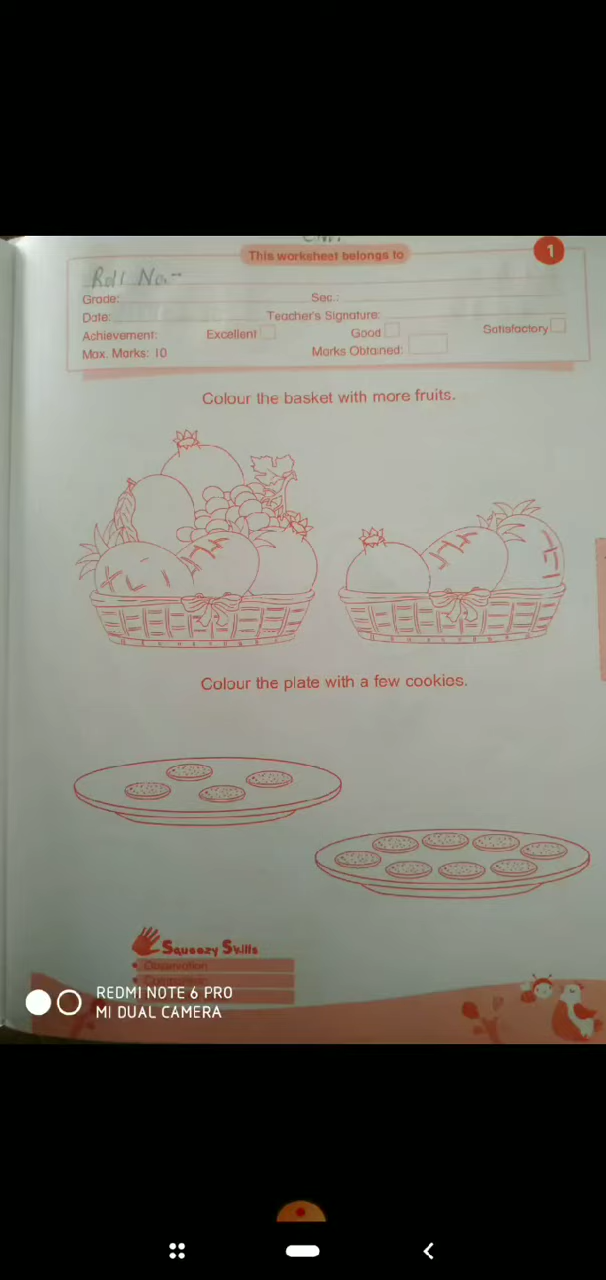 This worksheet belongs to
1
Roll No.--
Grade:
Sec.:
Date:
Teacher's Signature:
Achievement:
Excellent
Good
Satisfactory
Max. Marks: 10
Marks Obtained:
Colour the basket with more fruits.
Colour the plate with a few cookies.
Squeezy Skills
• Observation
REDMI NOTE 6 PRO
MI DUAL CAMERA